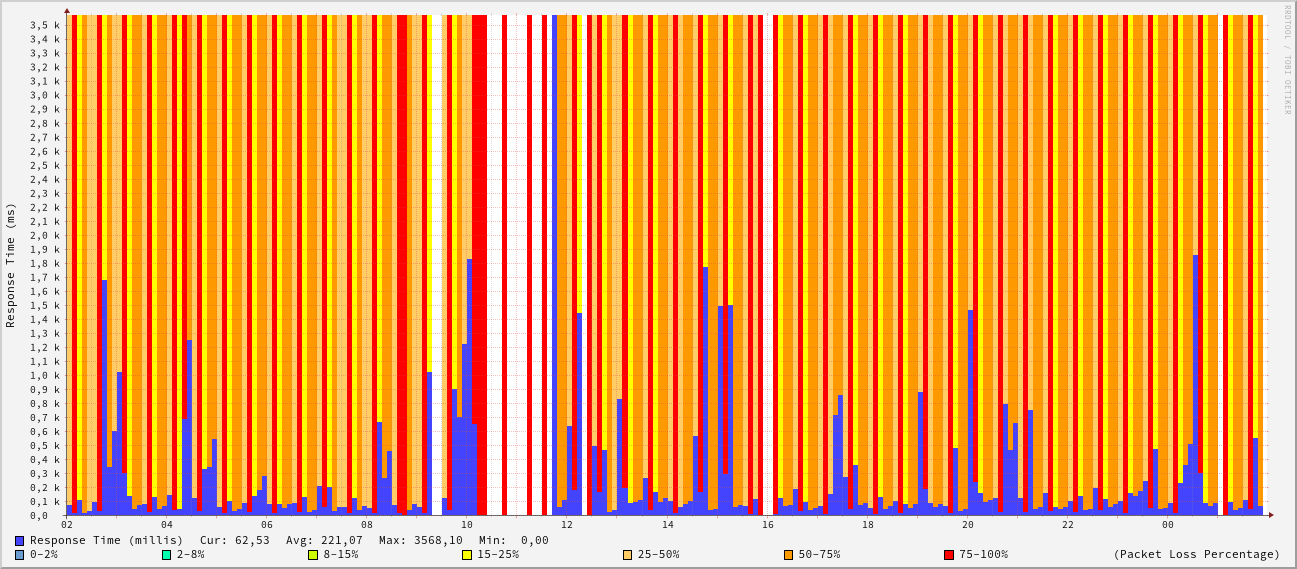 3,5 k
3,4 k
3,3 k
3,2 k
3,1 k
3,0 k
2,9 k
2,8 k
2,7 k
2,6 k
2,5 k
2,4 k
2,3 k
2,2 k
2,1 k
2,0 k
1,9 k
1,8 k
1,7 k
1,6 k
1,5 k
1,4 k
1,3 k
1,2 k
1,1 k
1,0 k
0,9 k
0,8 k
0,7 k
0,6 k
0,5 k
0,4 k
0,3 k
0,2 k
0,1 k
0,0
Response Time (ms)
RRDTOOL / TOBI OETIKER
02 04 06 08 10 12 14 16 18 20 22 00
Response Time (millis) Cur: 62,53 Avg: 221,07 Max: 3568,10 Min: 0,00
0-2% 2-8% 8-15% 15-25% 25-50% 50-75% 75-100% (Packet Loss Percentage)